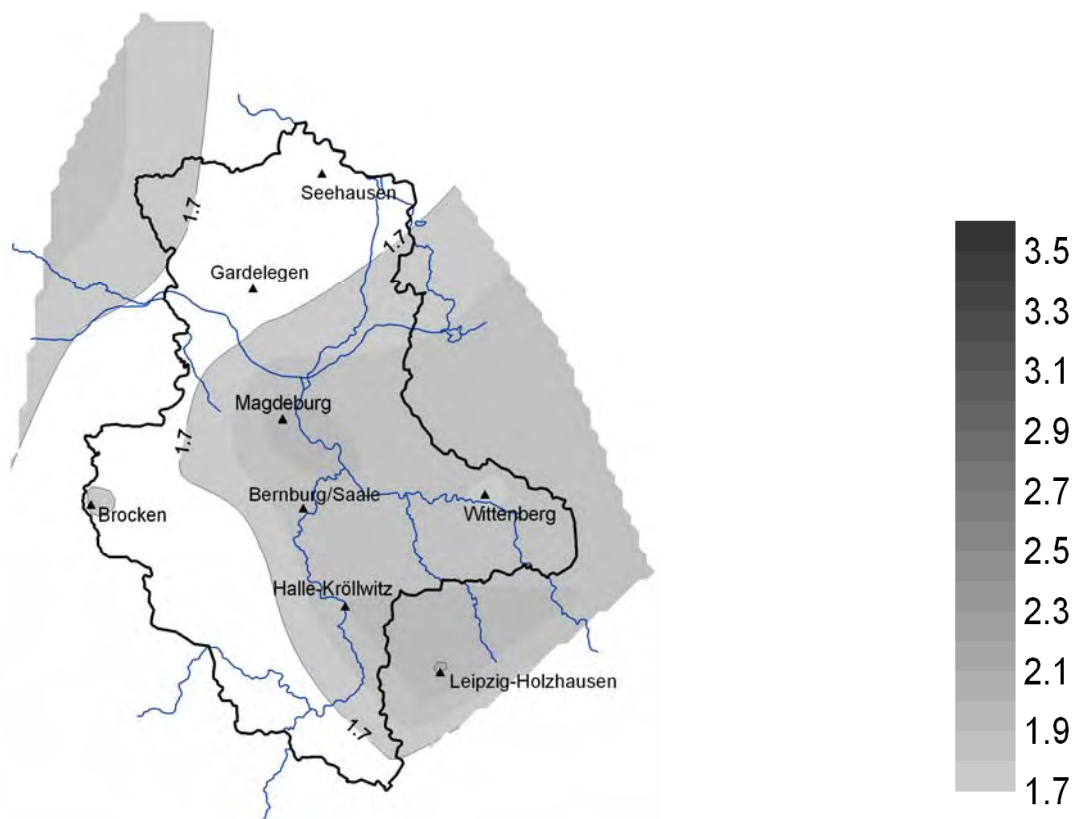 Seehausen
1.7
1.7
Gardelegen
Magdeburg
1.7
Bernburg/Saale
Wittenberg
Brocken
Halle-Kröllwitz
Leipzig-Holzhausen
1.7
3.5
3.3
3.1
2.9
2.7
2.5
2.3
2.1
1.9
1.7